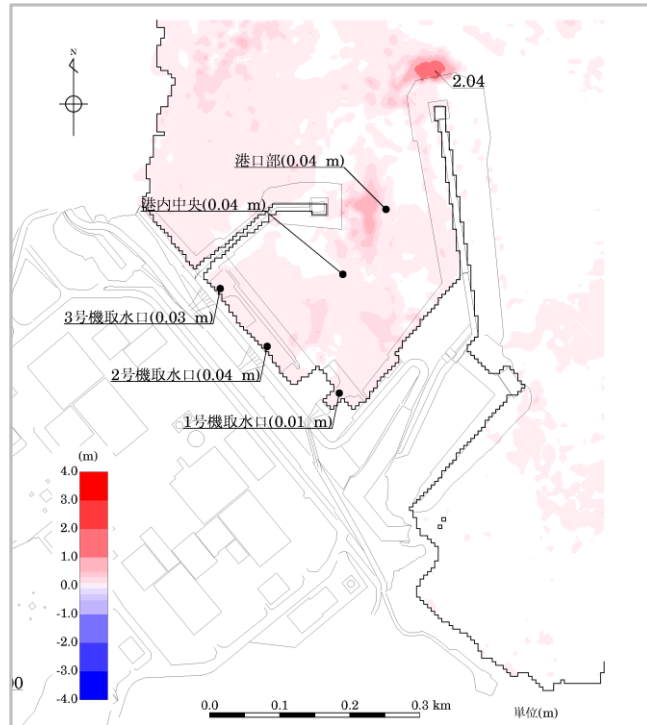 N
2.04
港口部(0.04 m)
港内中央(0.04 m)
3号機取水口(0.03 m)
2号機取水口(0.04 m)
1号機取水口(0.01 m)
(m)
4.0
3.0
2.0
1.0
0.0
-1.0
-2.0
-3.0
-4.0
00
0.0 0.1 0.2 0.3 km
単位(m)